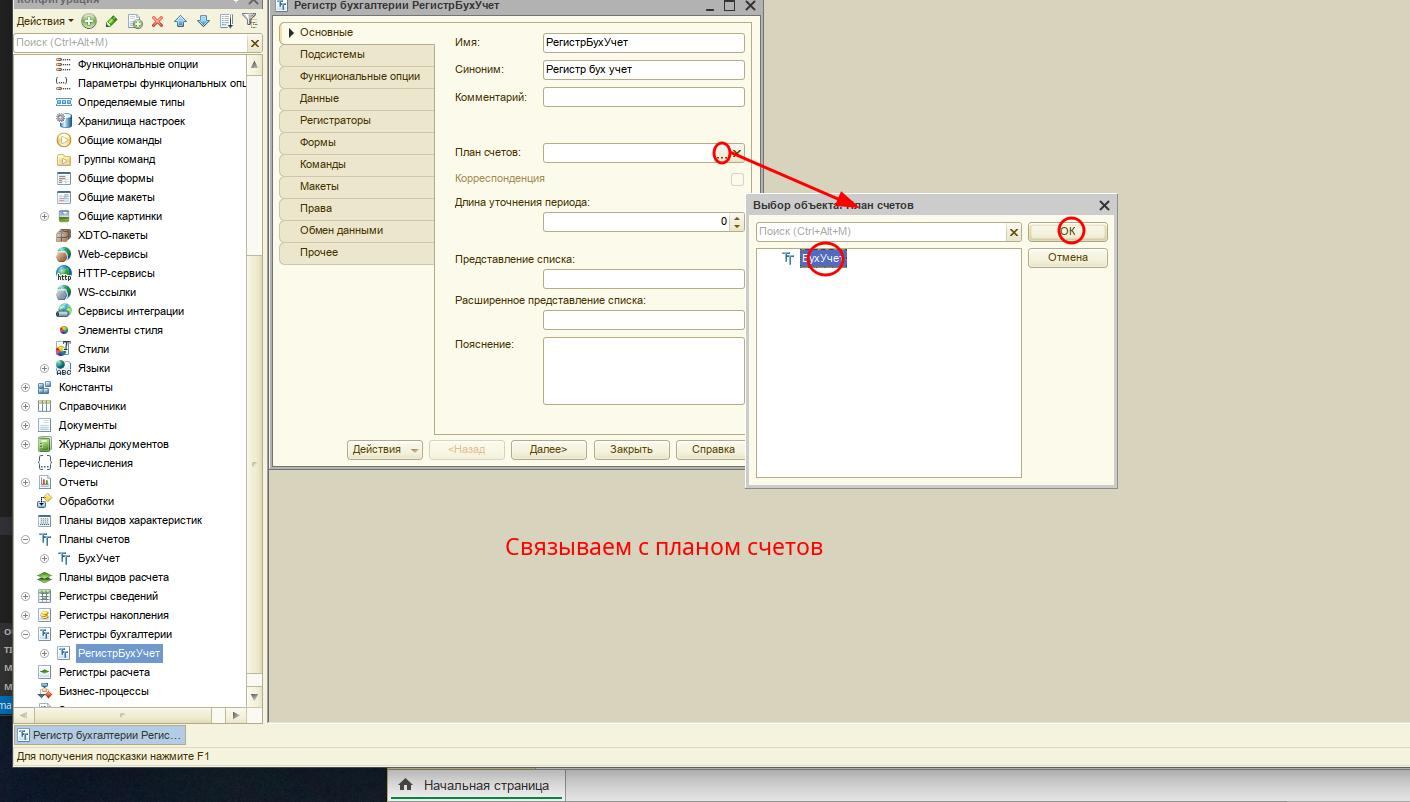 конфигурация
Действия
Поиск (Ctrl+Alt+M)
Функциональные опции
Параметры функциональных опц
Определяемые типы
Хранилища настроек
Общие команды
Группы команд
Общие формы
Общие макеты
Общие картинки
XDTO-пакеты
Web-сервисы
HTTP-сервисы
WS-ссылки
Сервисы интеграции
Элементы стиля
Стили
Языки
Константы
Справочники
Документы
Журналы документов
Перечисления
Отчеты
Обработки
Планы видов характеристик
Планы счетов
БухУчет
Планы видов расчета
Регистры сведений
Регистры накопления
Регистры бухгалтерии
РегистрБухУчет
Регистры расчета
Бизнес-процессы
Регистр бухгалтерии РегистрБухУчет
Основные
Подсистемы
Функциональные опции
Данные
Регистраторы
Формы
Команды
Макеты
Права
Обмен данными
Прочее
Имя: РегистрБухУчет
Синоним: Регистр бух учет
Комментарий:
План счетов: ...
Корреспонденция
Длина уточнения периода:
0
Представление списка:
Расширенное представление списка:
Пояснение:
Действия <Назад Далее> Закрыть Справка
Выбор объекта: План счетов
Поиск (Ctrl+Alt+M)
ОК
БухУчет
Отмена
Связываем с планом счетов
Регистр бухгалтерии Регис...
Для получения подсказки нажмите F1
Начальная страница